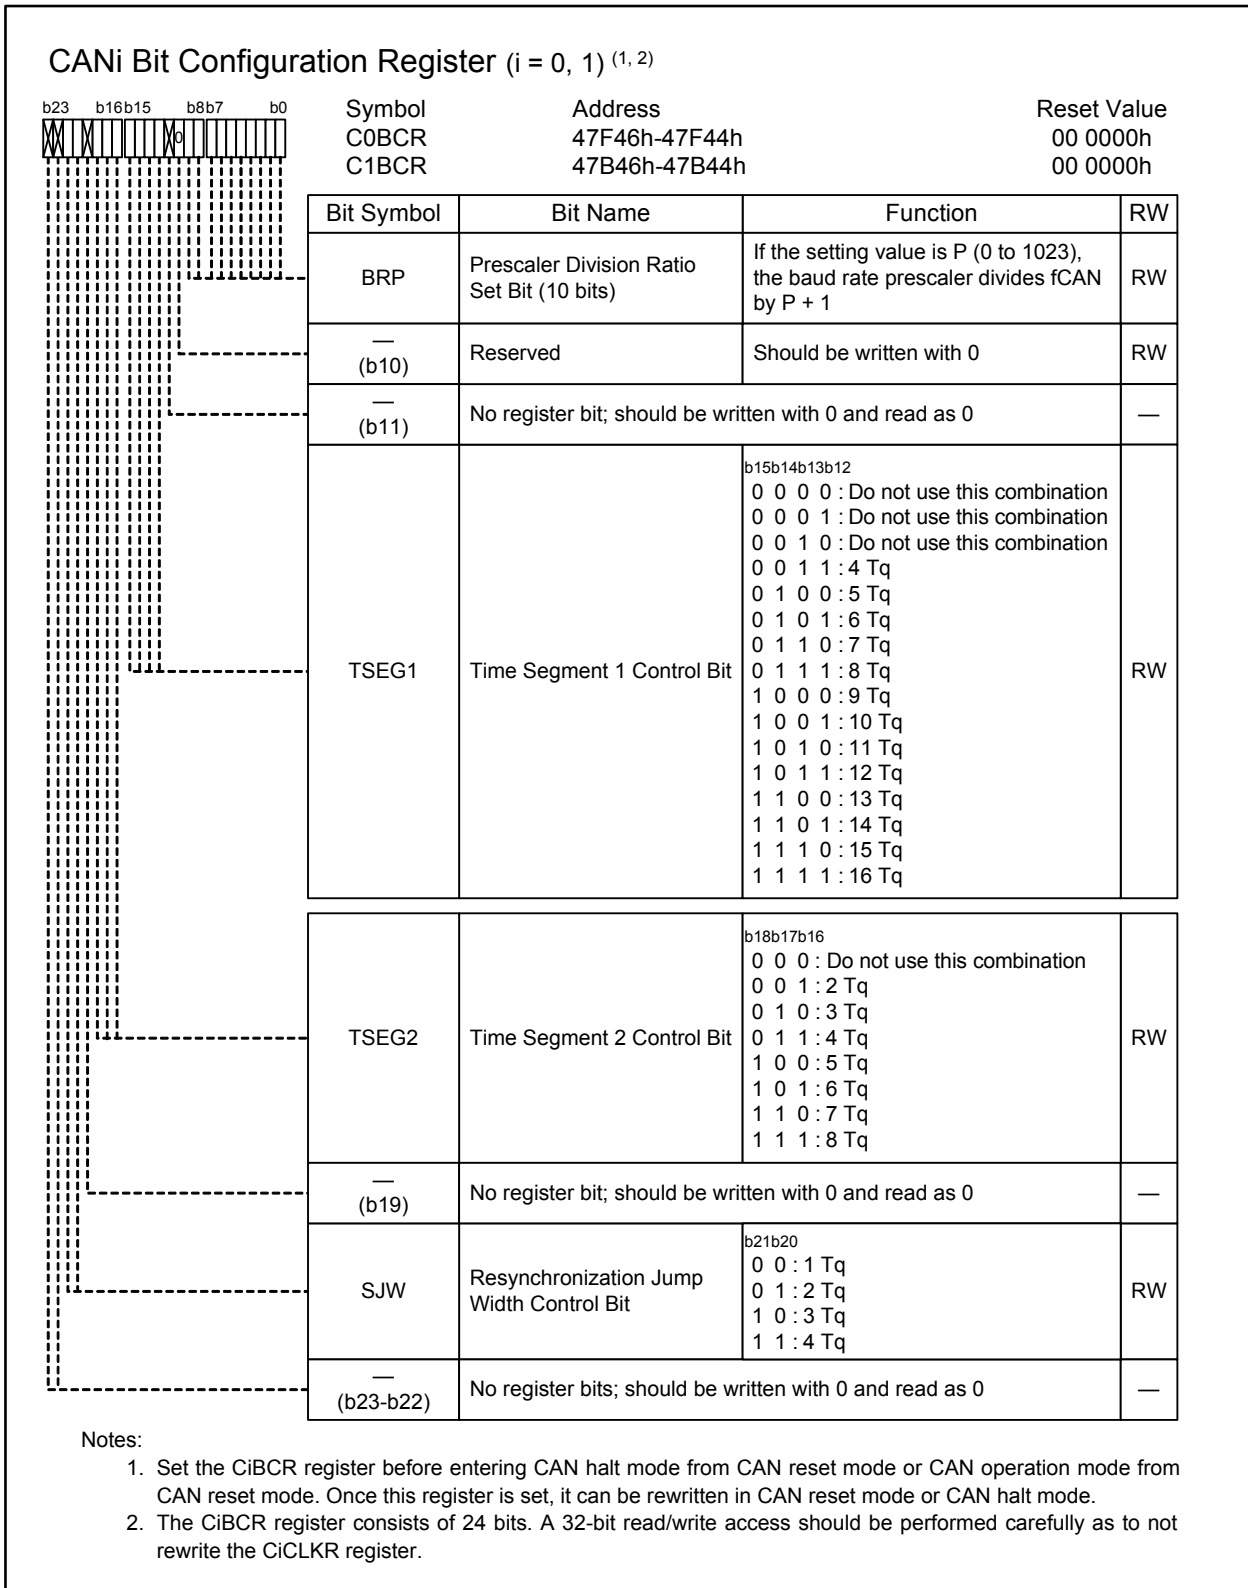 CANi Bit Configuration Register (i = 0, 1) (1, 2)
b23 b16b15 b8b7 b0
Symbol Address Reset Value
0
C0BCR 47F46h-47F44h 00 0000h
C1BCR 47B46h-47B44h 00 0000h
Bit Symbol Bit Name Function RW
BRP
Prescaler Division Ratio
Set Bit (10 bits)
If the setting value is P (0 to 1023),
the baud rate prescaler divides fCAN
by P + 1
RW
—
(b10)
Reserved
Should be written with 0
RW
—
(b11)
No register bit; should be written with 0 and read as 0
—
TSEG1
Time Segment 1 Control Bit
b15b14b13b12
0 0 0 0 : Do not use this combination
0 0 0 1 : Do not use this combination
0 0 1 0 : Do not use this combination
0 0 1 1 : 4 Tq
0 1 0 0 : 5 Tq
0 1 0 1 : 6 Tq
0 1 1 0 : 7 Tq
0 1 1 1 : 8 Tq
1 0 0 0 : 9 Tq
1 0 0 1 : 10 Tq
1 0 1 0 : 11 Tq
1 0 1 1 : 12 Tq
1 1 0 0 : 13 Tq
1 1 0 1 : 14 Tq
1 1 1 0 : 15 Tq
1 1 1 1 : 16 Tq
RW
TSEG2
Time Segment 2 Control Bit
b18b17b16
0 0 0 : Do not use this combination
0 0 1 : 2 Tq
0 1 0 : 3 Tq
0 1 1 : 4 Tq
1 0 0 : 5 Tq
1 0 1 : 6 Tq
1 1 0 : 7 Tq
1 1 1 : 8 Tq
RW
—
(b19)
No register bit; should be written with 0 and read as 0
—
SJW
Resynchronization Jump
Width Control Bit
b21b20
0 0 : 1 Tq
0 1 : 2 Tq
1 0 : 3 Tq
1 1 : 4 Tq
RW
—
(b23-b22)
No register bits; should be written with 0 and read as 0
—
Notes:
1. Set the CiBCR register before entering CAN halt mode from CAN reset mode or CAN operation mode from
CAN reset mode. Once this register is set, it can be rewritten in CAN reset mode or CAN halt mode.
2. The CiBCR register consists of 24 bits. A 32-bit read/write access should be performed carefully as to not
rewrite the CiCLKR register.